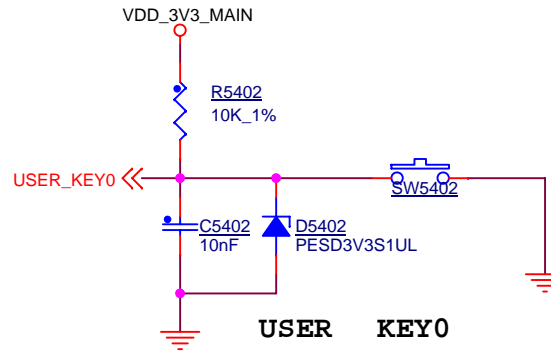 VDD_3V3_MAIN
R5402
10K_1%
USER_KEY0
SW5402
C5402
10nF
D5402
PESD3V3S1UL
USER KEY0